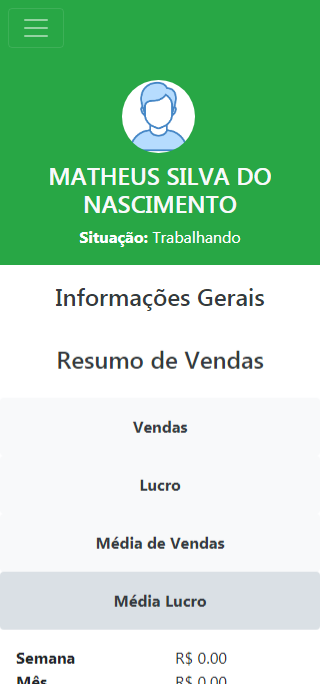 MATHEUS SILVA DO
NASCIMENTO
Situação: Trabalhando
Informações Gerais
Resumo de Vendas
Vendas
Lucro
Média de Vendas
Média Lucro
Semana R$ 0.00
Mês R$ 0.00